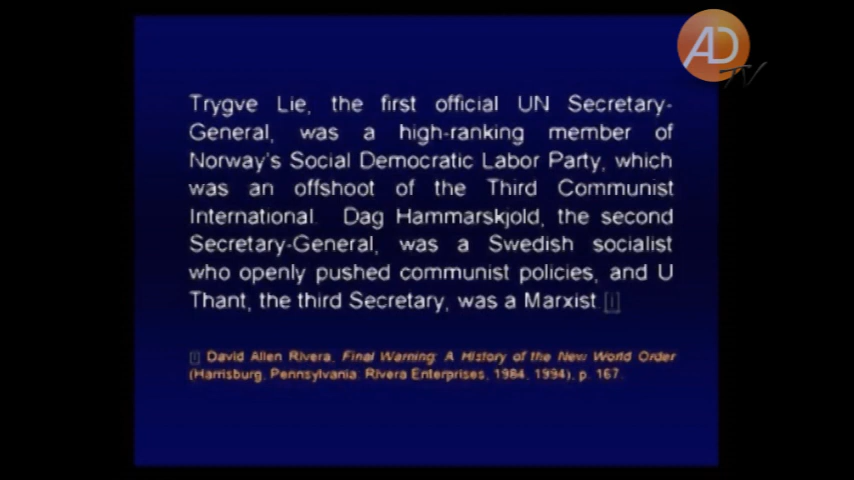 AD
TV
Trygve Lie, the first official UN Secretary-
General, was a high-ranking member of
Norway's Social Democratic Labor Party, which
was an offshoot of the Third Communist
International. Dag Hammarskjold, the second
Secretary-General, was a Swedish socialist
who openly pushed communist policies, and U
Thant, the third Secretary, was a Marxist.[i]
[i] David Allen Rivera, Final Warning: A History of the New World Order
(Harrisburg, Pennsylvania: Rivera Enterprises, 1984, 1994), p. 167.